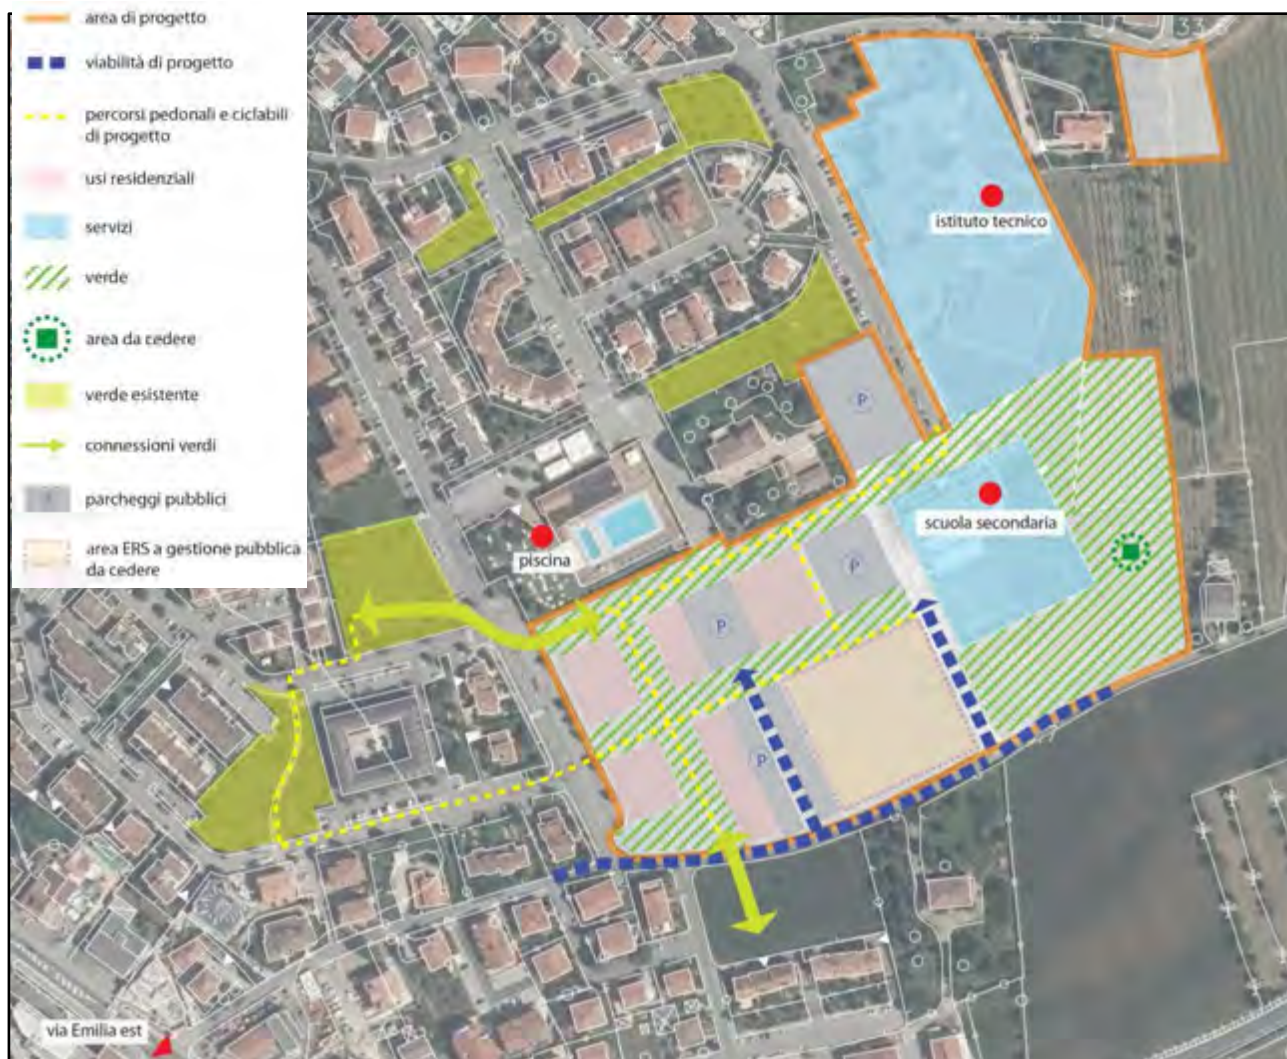 area di progetto
viabilità di progetto
percorsi pedonali e ciclabili
di progetto
usi residenziali
servizi
verde
area da cedere
verde esistente
connessioni verdi
P
parcheggi pubblici
area ERS a gestione pubblica
da cedere
istituto tecnico
P
scuola secondaria
piscina
P
P
P
via Emilia est